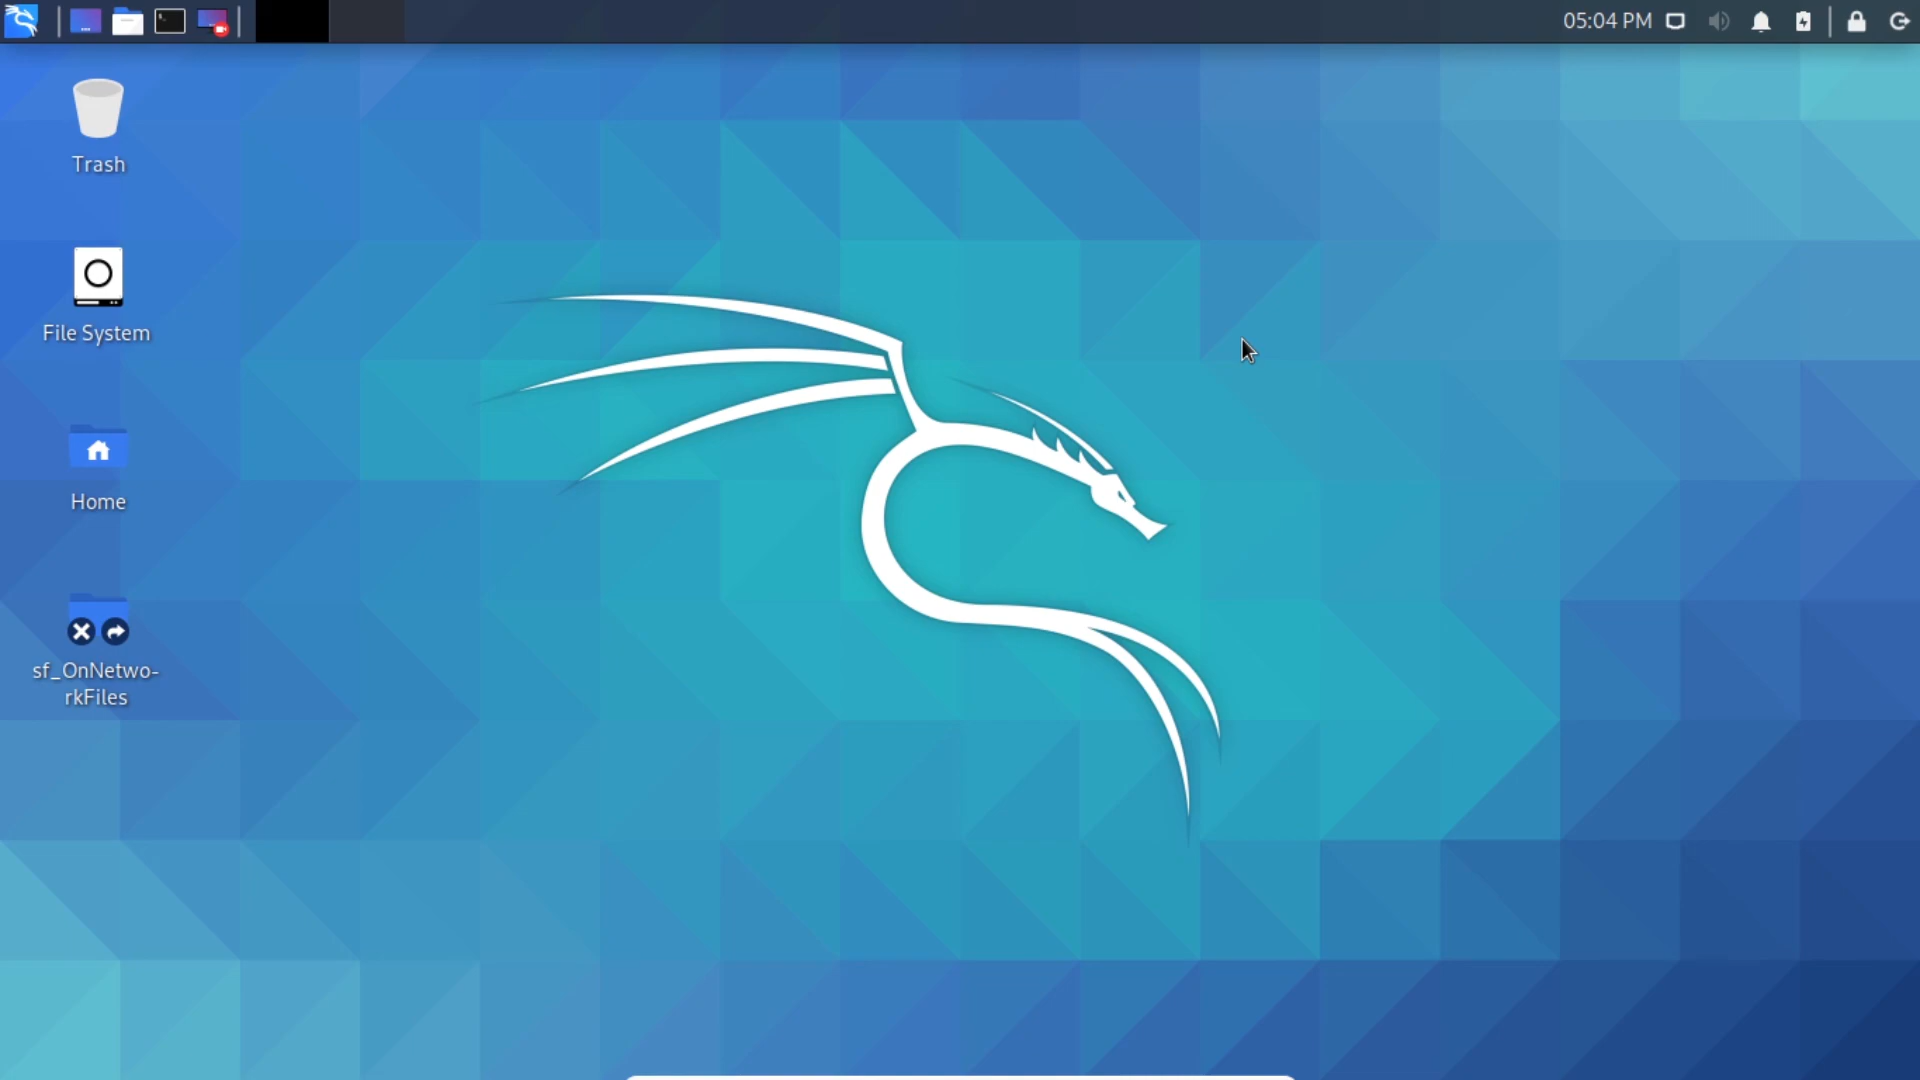 05:04 PM
Trash
File System
Home
sf_OnNetwo-
rkFiles